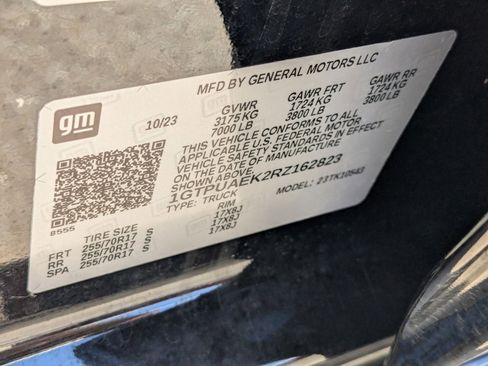 MFD BY GENERAL MOTORS LLC
gm
10/23
GVWR GAWR FRT GAWR RR
3175 KG 1724 KG 1724 KG
7000 LB 3800 LB 3800 LB
THIS VEHICLE CONFORMS TO ALL
APPLICABLE U.S. FEDERAL MOTOR
VEHICLE SAFETY STANDARDS IN EFFECT
ON THE DATE OF MANUFACTURE
1GTPUAEK2RZ162823
TYPE: TRUCK MODEL: 23TK10543
8555
TIRE SIZE RIM
FRT 255/70R17 S 17X8J
RR 255/70R17 S 17X8J
SPA 255/70R17 S 17X8J